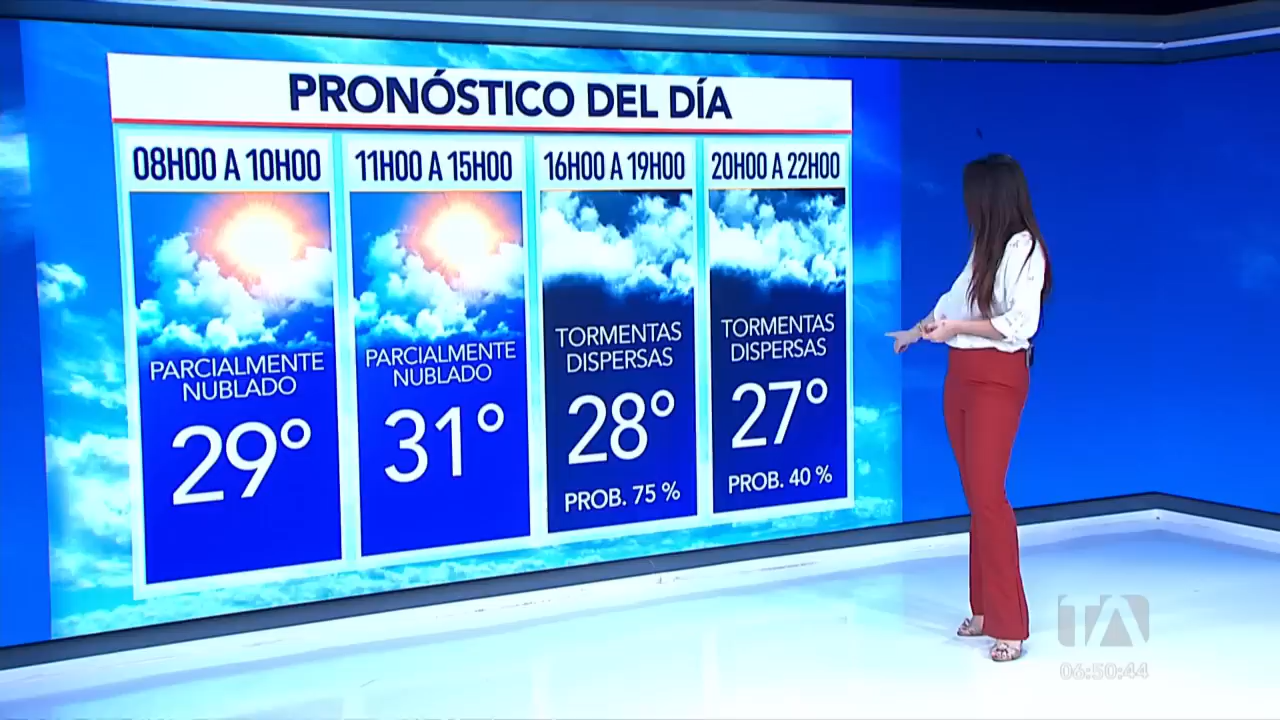 PRONÓSTICO DEL DÍA
08H00 A 10H00
PARCIALMENTE
NUBLADO
29°
11H00 A 15H00
PARCIALMENTE
NUBLADO
31°
16H00 A 19H00
TORMENTAS
DISPERSAS
28°
PROB. 75 %
20H00 A 22H00
TORMENTAS
DISPERSAS
27°
PROB. 40 %
TA
06:50:44